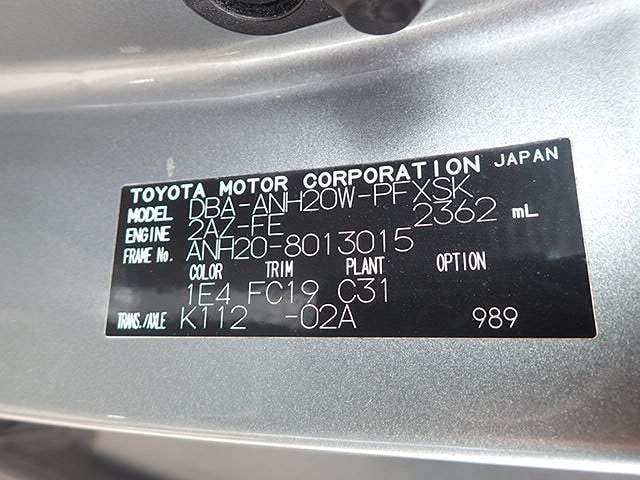 TOYOTA MOTOR CORPORATION JAPAN
MODEL DBA-ANH20W-PFXSK
ENGINE 2AZ-FE 2362 mL
FRAME No. ANH20-8013015
COLOR TRIM PLANT OPTION
1E4 FC19 C31
TRANS./AXLE K112 -02A 989